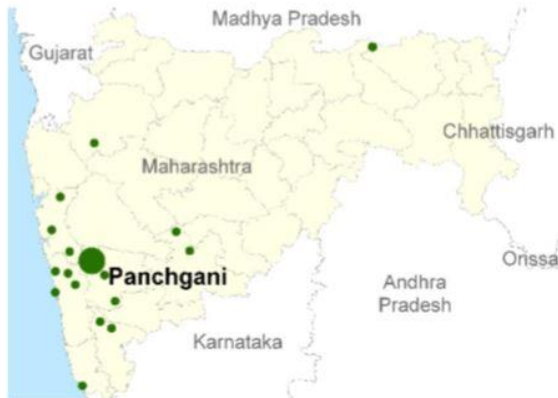 Madhya Pradesh
Gujarat
Chhattisgarh
Maharashtra
Orissa
Panchgani
Andhra
Pradesh
Karnataka